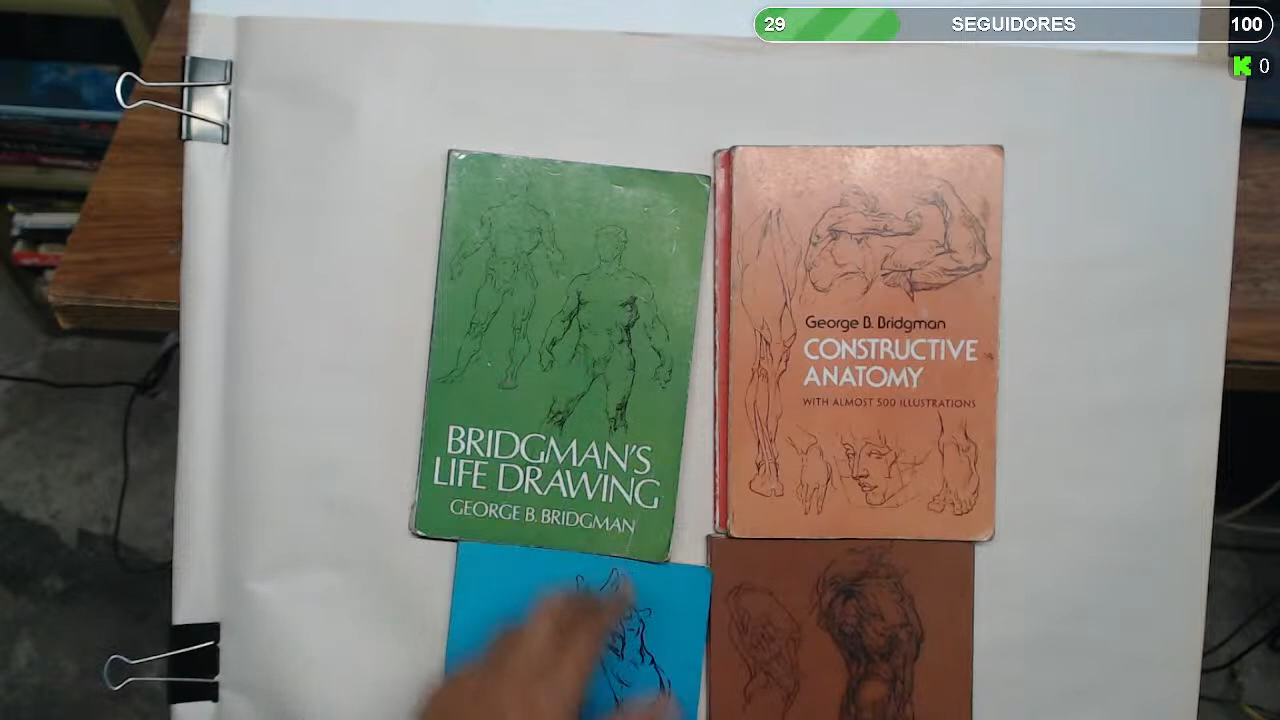 29 SEGUIDORES 100
0
BRIDGMAN'S
LIFE DRAWING
GEORGE B. BRIDGMAN
George B. Bridgman
CONSTRUCTIVE
ANATOMY
WITH ALMOST 500 ILLUSTRATIONS